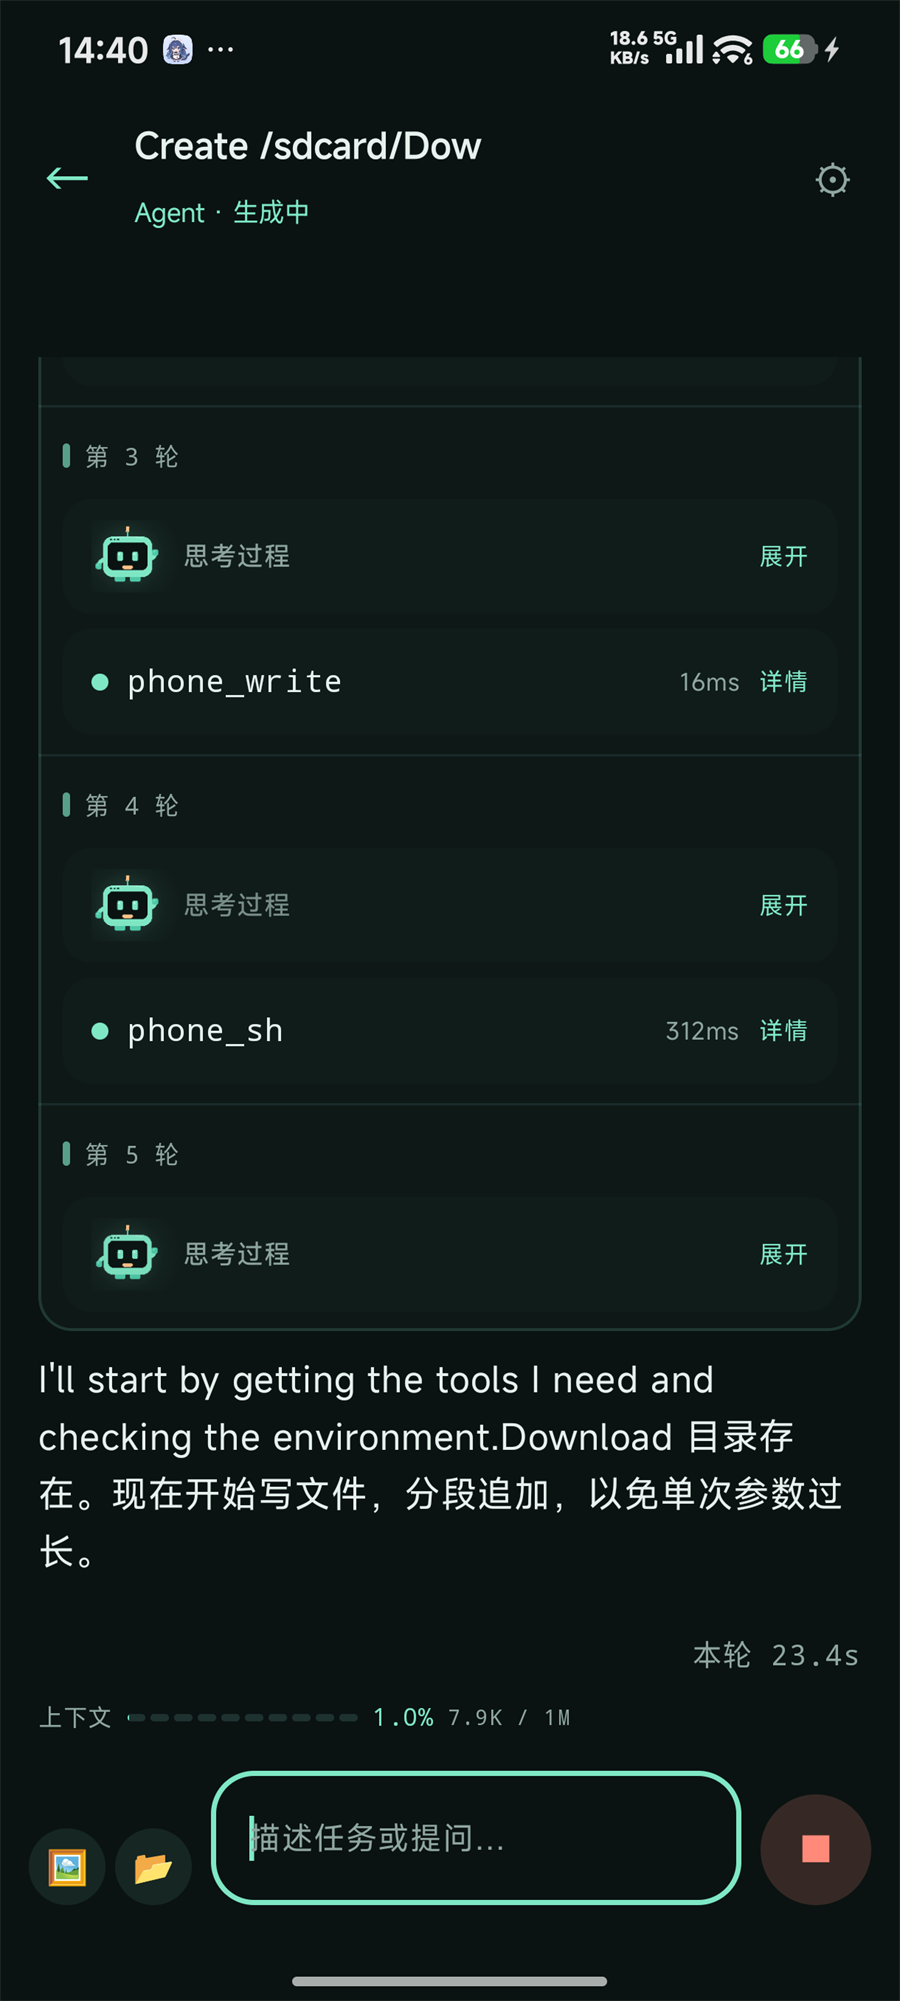 14:40 ...
18.6 KB/s 5G 6 66
Create /sdcard/Dow
Agent · 生成中
第 3 轮
思考过程 展开
phone_write 16ms 详情
第 4 轮
思考过程 展开
phone_sh 312ms 详情
第 5 轮
思考过程 展开
I'll start by getting the tools I need and
checking the environment.Download 目录存
在。现在开始写文件，分段追加，以免单次参数过
长。
本轮 23.4s
上下文 1.0% 7.9K / 1M
描述任务或提问...